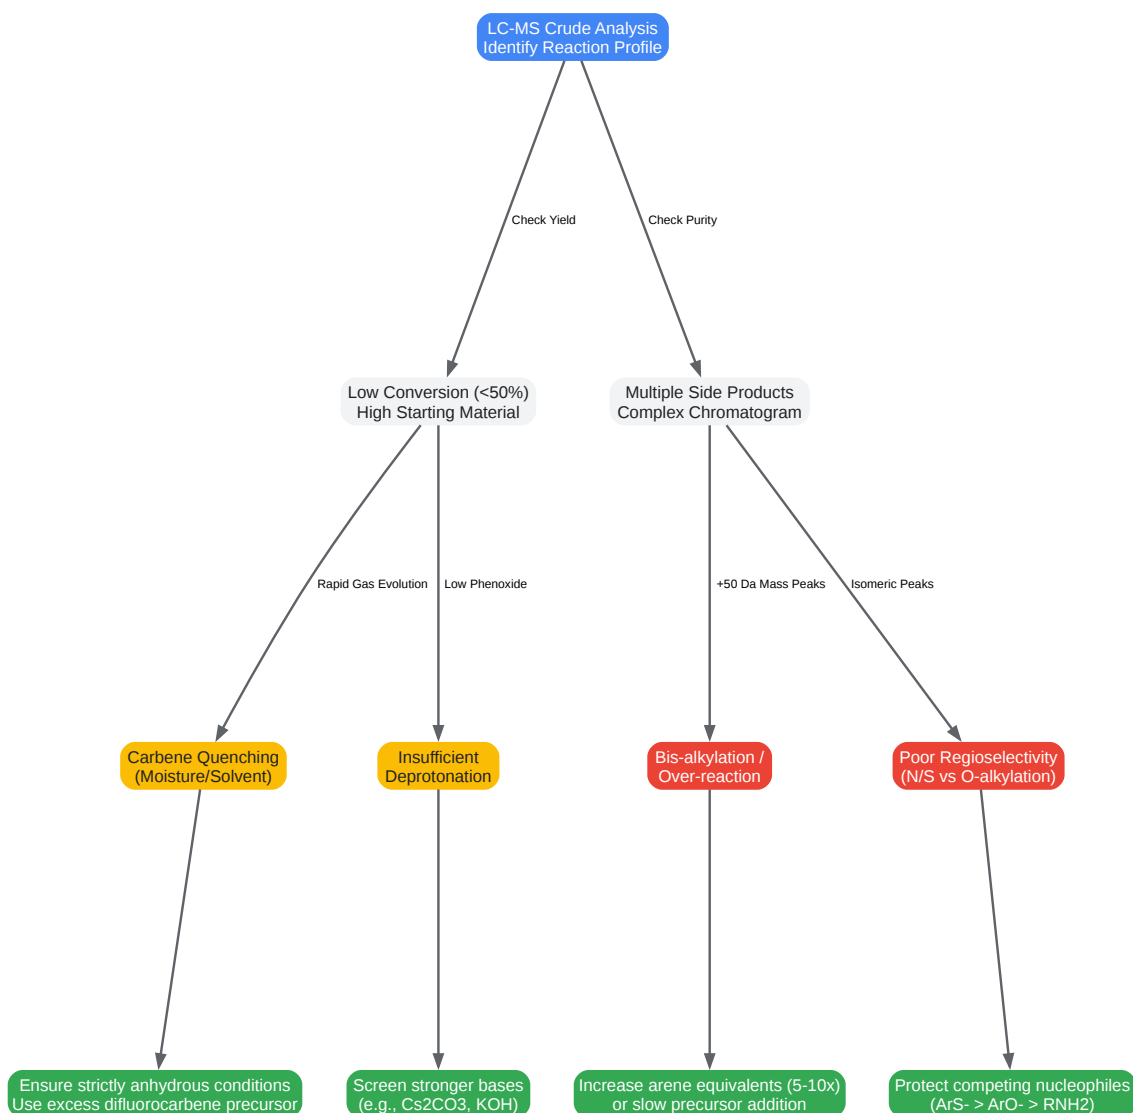 LC-MS Crude Analysis
Identify Reaction Profile
Check Yield
Check Purity
Low Conversion (<50%)
High Starting Material
Multiple Side Products
Complex Chromatogram
Rapid Gas Evolution
Low Phenoxide
+50 Da Mass Peaks
Isomeric Peaks
Carbene Quenching
(Moisture/Solvent)
Insufficient
Deprotonation
Bis-alkylation /
Over-reaction
Poor Regioselectivity
(N/S vs O-alkylation)
Ensure strictly anhydrous conditions
Use excess difluorocarbene precursor
Screen stronger bases
(e.g., Cs2CO3, KOH)
Increase arene equivalents (5-10x)
or slow precursor addition
Protect competing nucleophiles
(ArS- > ArO- > RNH2)